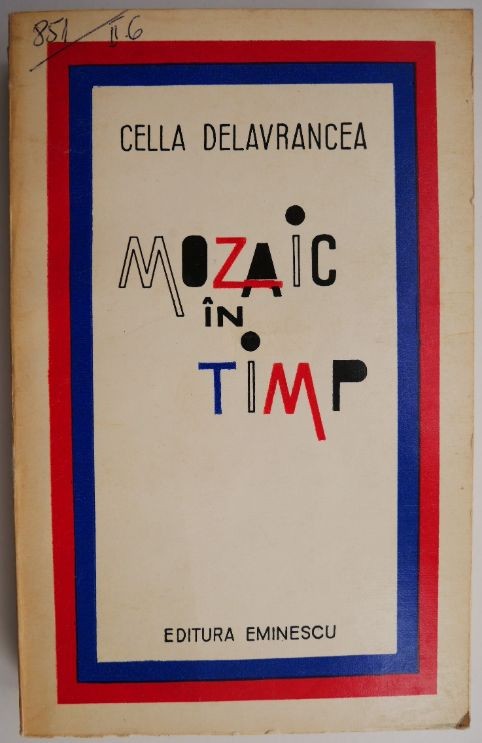 851 II.6
CELLA DELAVRANCEA
MOZAiC
îN
TiMP
EDITURA EMINESCU